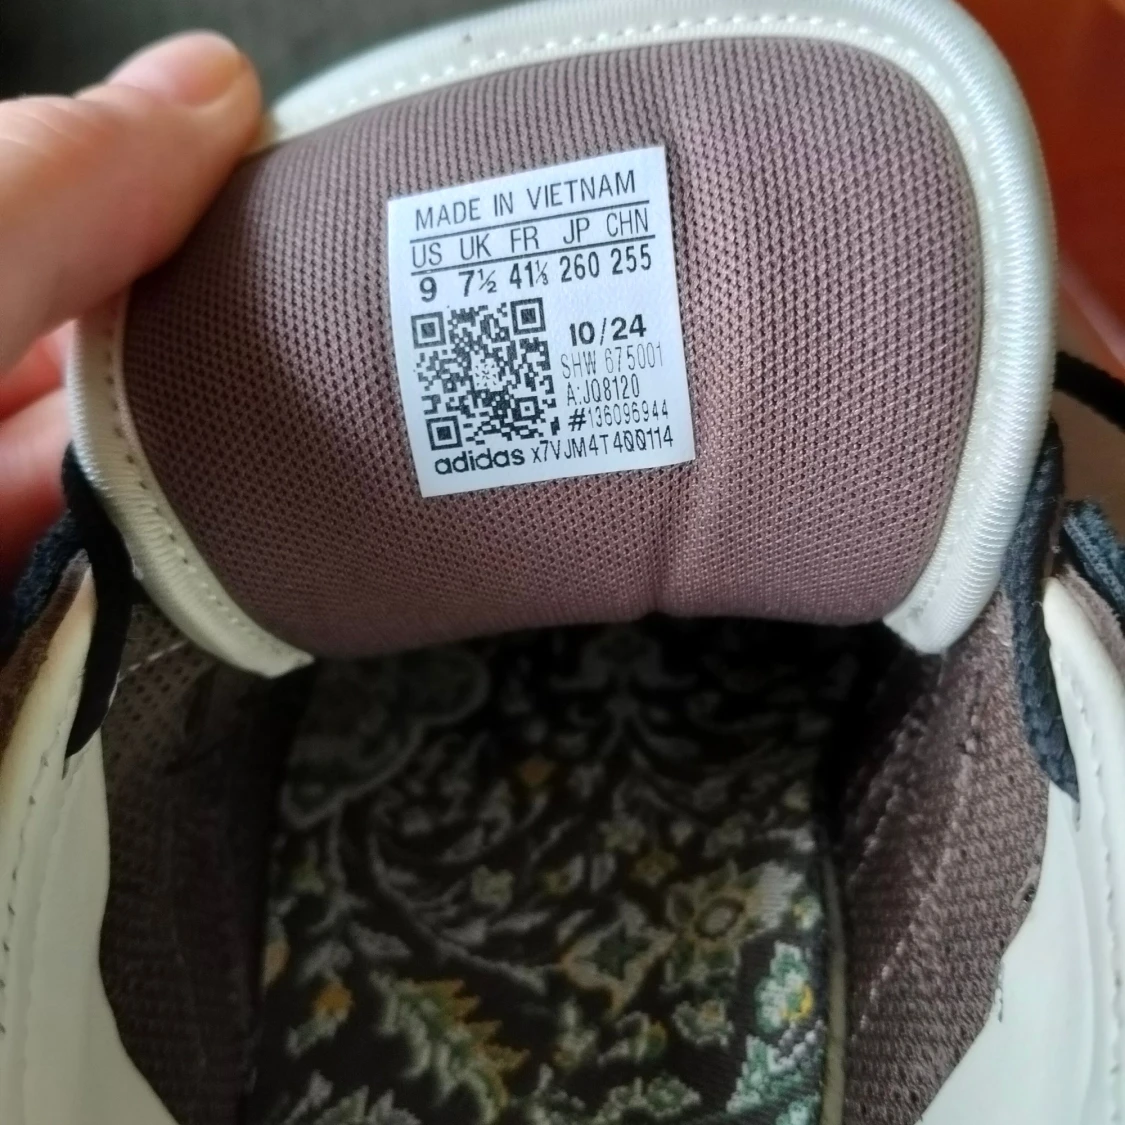 MADE IN VIETNAM
US UK FR JP CHN
9 7½ 41⅓ 260 255
10/24
SHW 675001
A:JQ8120
#136096944
adidas x7VJM4T4QQ114